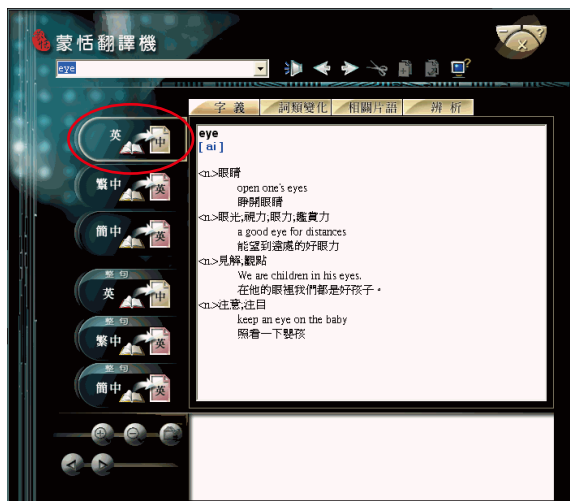 蒙恬翻譯機
eye
字義 詞類變化 相關片語 辨析
英 中
繁中 英
簡中 英
整句
英 中
整句
繁中 英
整句
簡中 英
eye
[ ai ]
<n.>眼睛
open one's eyes
睜開眼睛
<n.>眼光;視力;眼力;鑑賞力
a good eye for distances
能望到遠處的好眼力
<n.>見解;觀點
We are children in his eyes.
在他的眼裡我們都是好孩子。
<n.>注意;注目
keep an eye on the baby
照看一下嬰孩